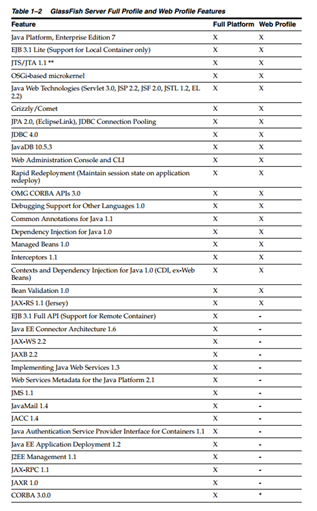 Table 1–2 GlassFish Server Full Profile and Web Profile Features
Feature Full Platform Web Profile
Java Platform, Enterprise Edition 7 X X
EJB 3.1 Lite (Support for Local Container only) X X
JTS/JTA 1.1 ** X X
OSGi-based microkernel X X
Java Web Technologies (Servlet 3.0, JSP 2.2, JSF 2.0, JSTL 1.2, EL X X
2.2)
Grizzly/Comet X X
JPA 2.0, (EclipseLink), JDBC Connection Pooling X X
JDBC 4.0 X X
JavaDB 10.5.3 X X
Web Administration Console and CLI X X
Rapid Redeployment (Maintain session state on application X X
redeploy)
OMG CORBA APIs 3.0 X X
Debugging Support for Other Languages 1.0 X X
Common Annotations for Java 1.1 X X
Dependency Injection for Java 1.0 X X
Managed Beans 1.0 X X
Interceptors 1.1 X X
Contexts and Dependency Injection for Java 1.0 (CDI, ex-Web X X
Beans)
Bean Validation 1.0 X X
JAX-RS 1.1 (Jersey) X X
EJB 3.1 Full API (Support for Remote Container) X -
Java EE Connector Architecture 1.6 X -
JAX-WS 2.2 X -
JAXB 2.2 X -
Implementing Java Web Services 1.3 X -
Web Services Metadata for the Java Platform 2.1 X -
JMS 1.1 X -
JavaMail 1.4 X -
JACC 1.4 X -
Java Authentication Service Provider Interface for Containers 1.1 X -
Java EE Application Deployment 1.2 X -
J2EE Management 1.1 X -
JAX-RPC 1.1 X -
JAXR 1.0 X -
CORBA 3.0.0 X *